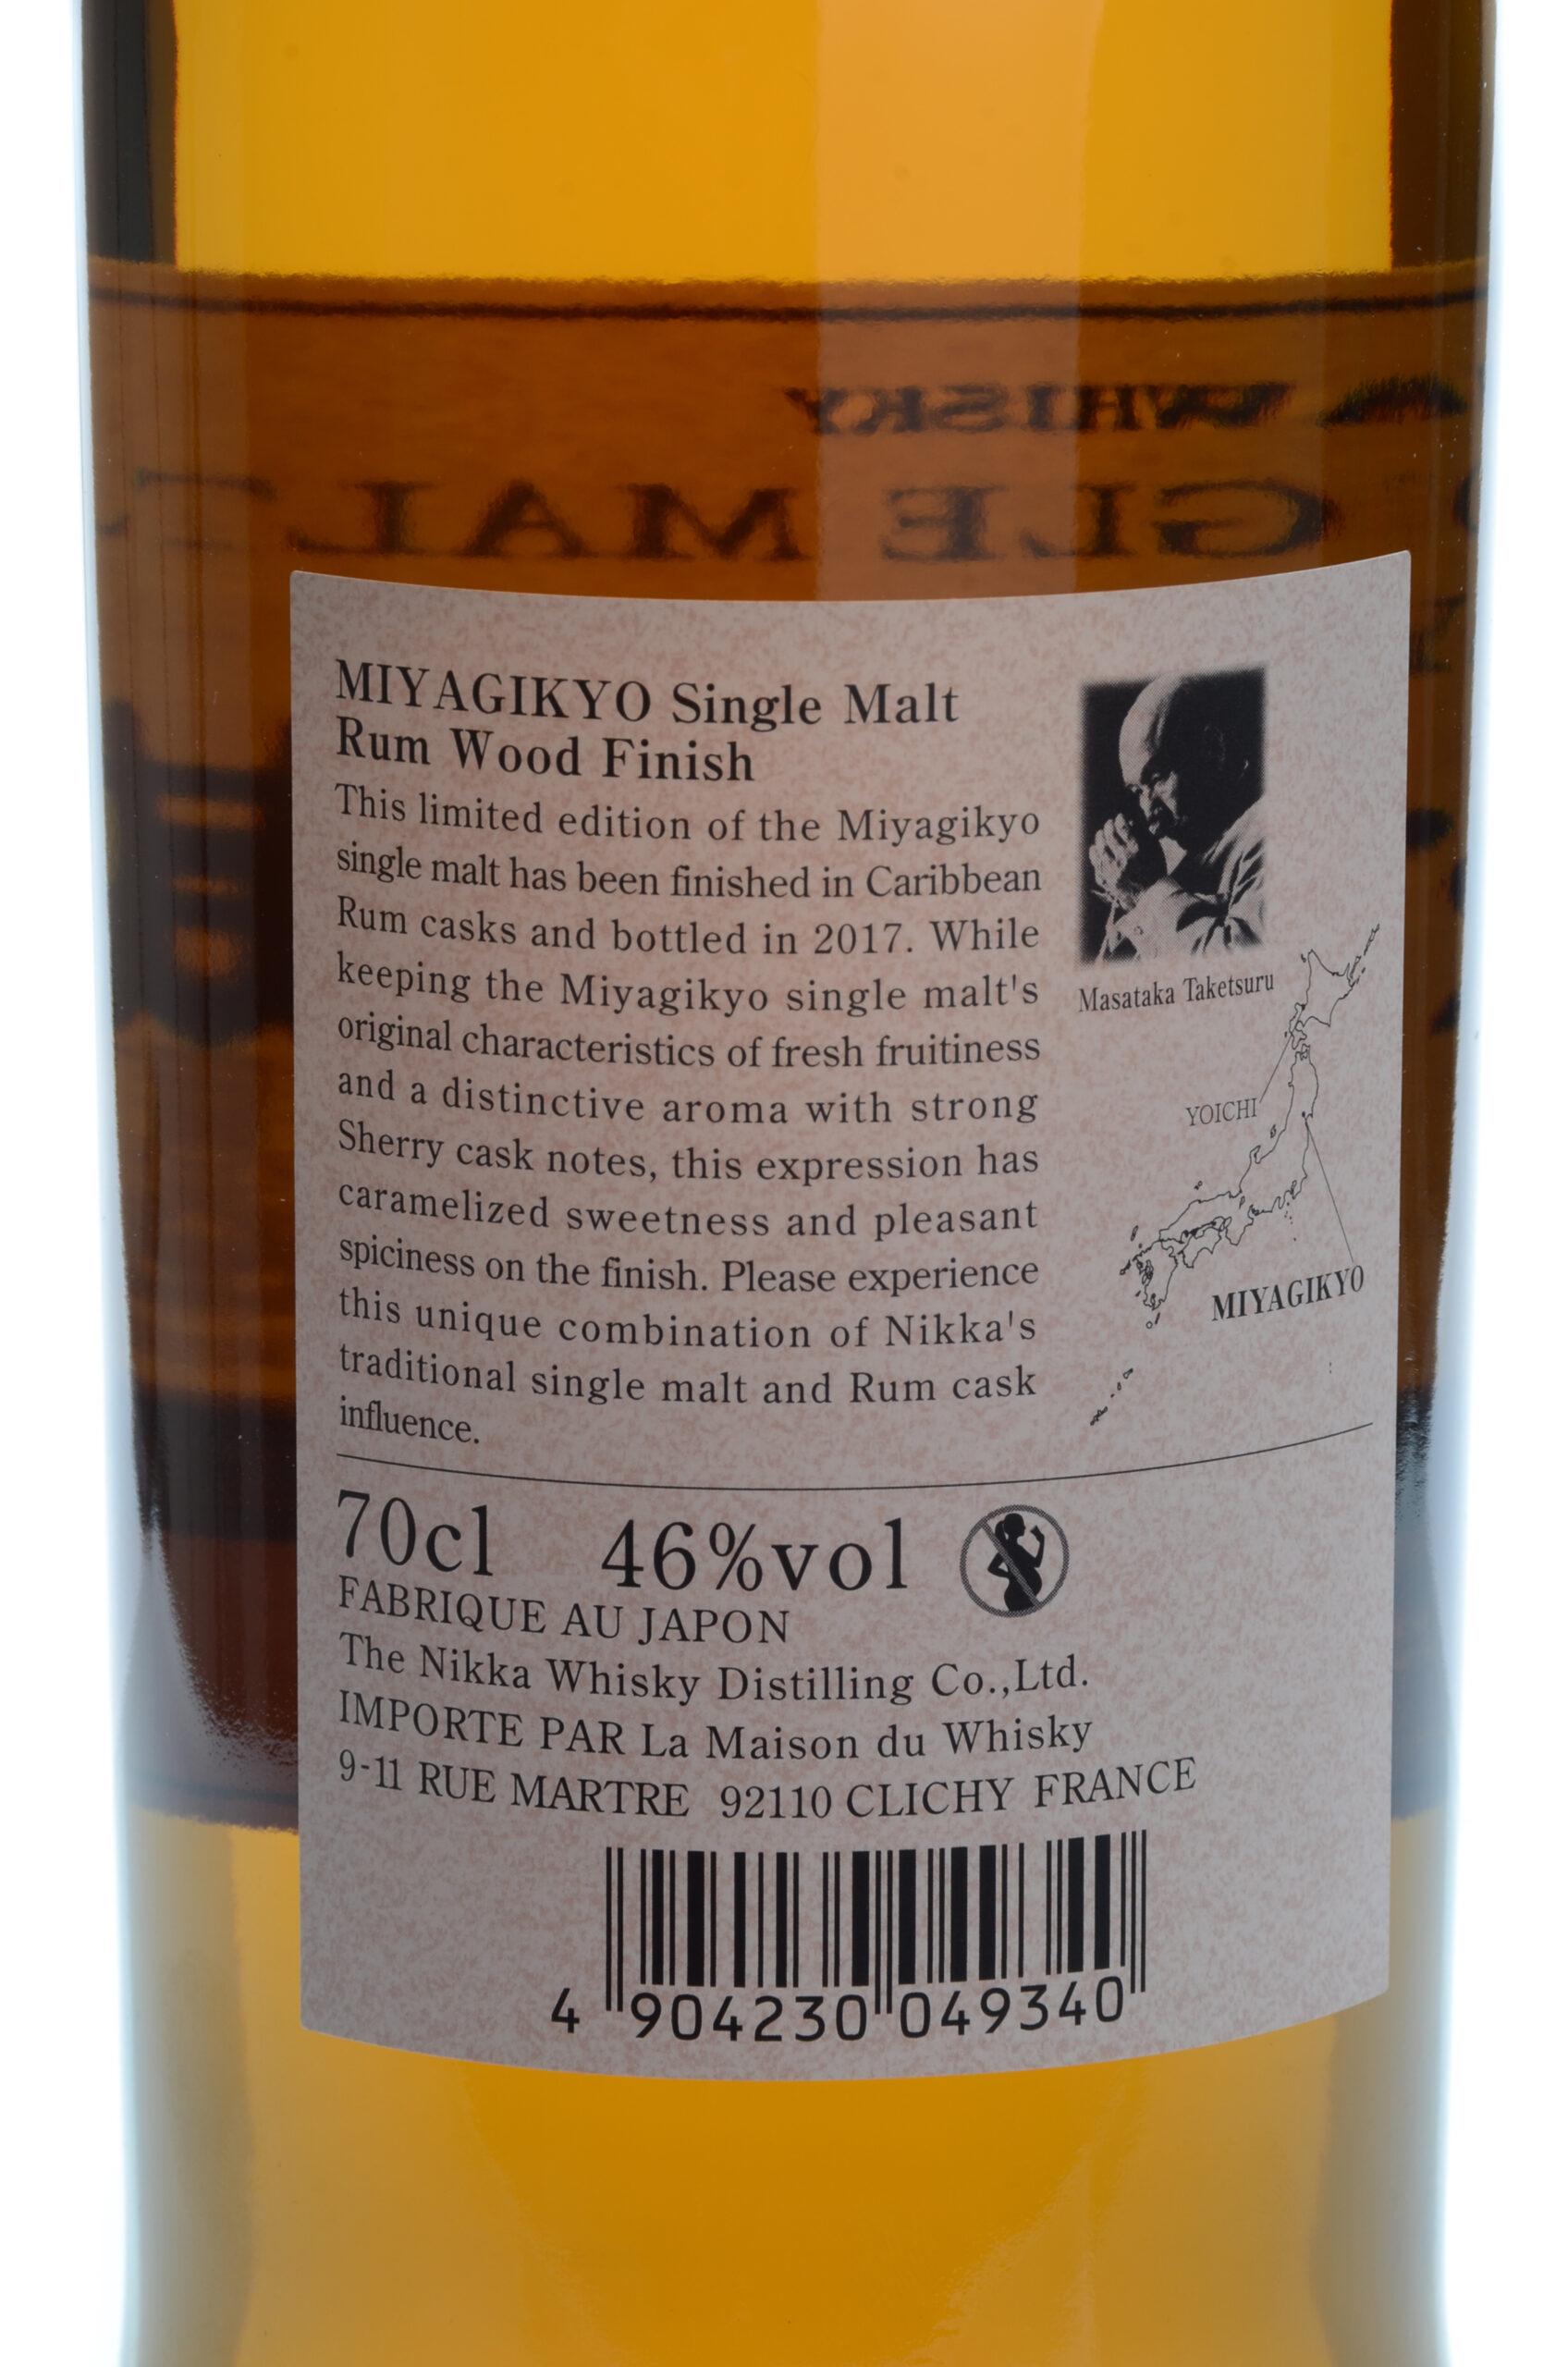 WHISKY
GLE MAL
MIYAGIKYO Single Malt
Rum Wood Finish
This limited edition of the Miyagikyo
single malt has been finished in Caribbean
Rum casks and bottled in 2017. While
keeping the Miyagikyo single malt's
original characteristics of fresh fruitiness
and a distinctive aroma with strong
Sherry cask notes, this expression has
caramelized sweetness and pleasant
spiciness on the finish. Please experience
this unique combination of Nikka's
traditional single malt and Rum cask
influence.
Masataka Taketsuru
YOICHI
MIYAGIKYO
70cl 46%vol
FABRIQUE AU JAPON
The Nikka Whisky Distilling Co.,Ltd.
IMPORTE PAR La Maison du Whisky
9-11 RUE MARTRE 92110 CLICHY FRANCE
4 904230 049340